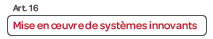 Art. 16
Mise en œuvre de systèmes innovants